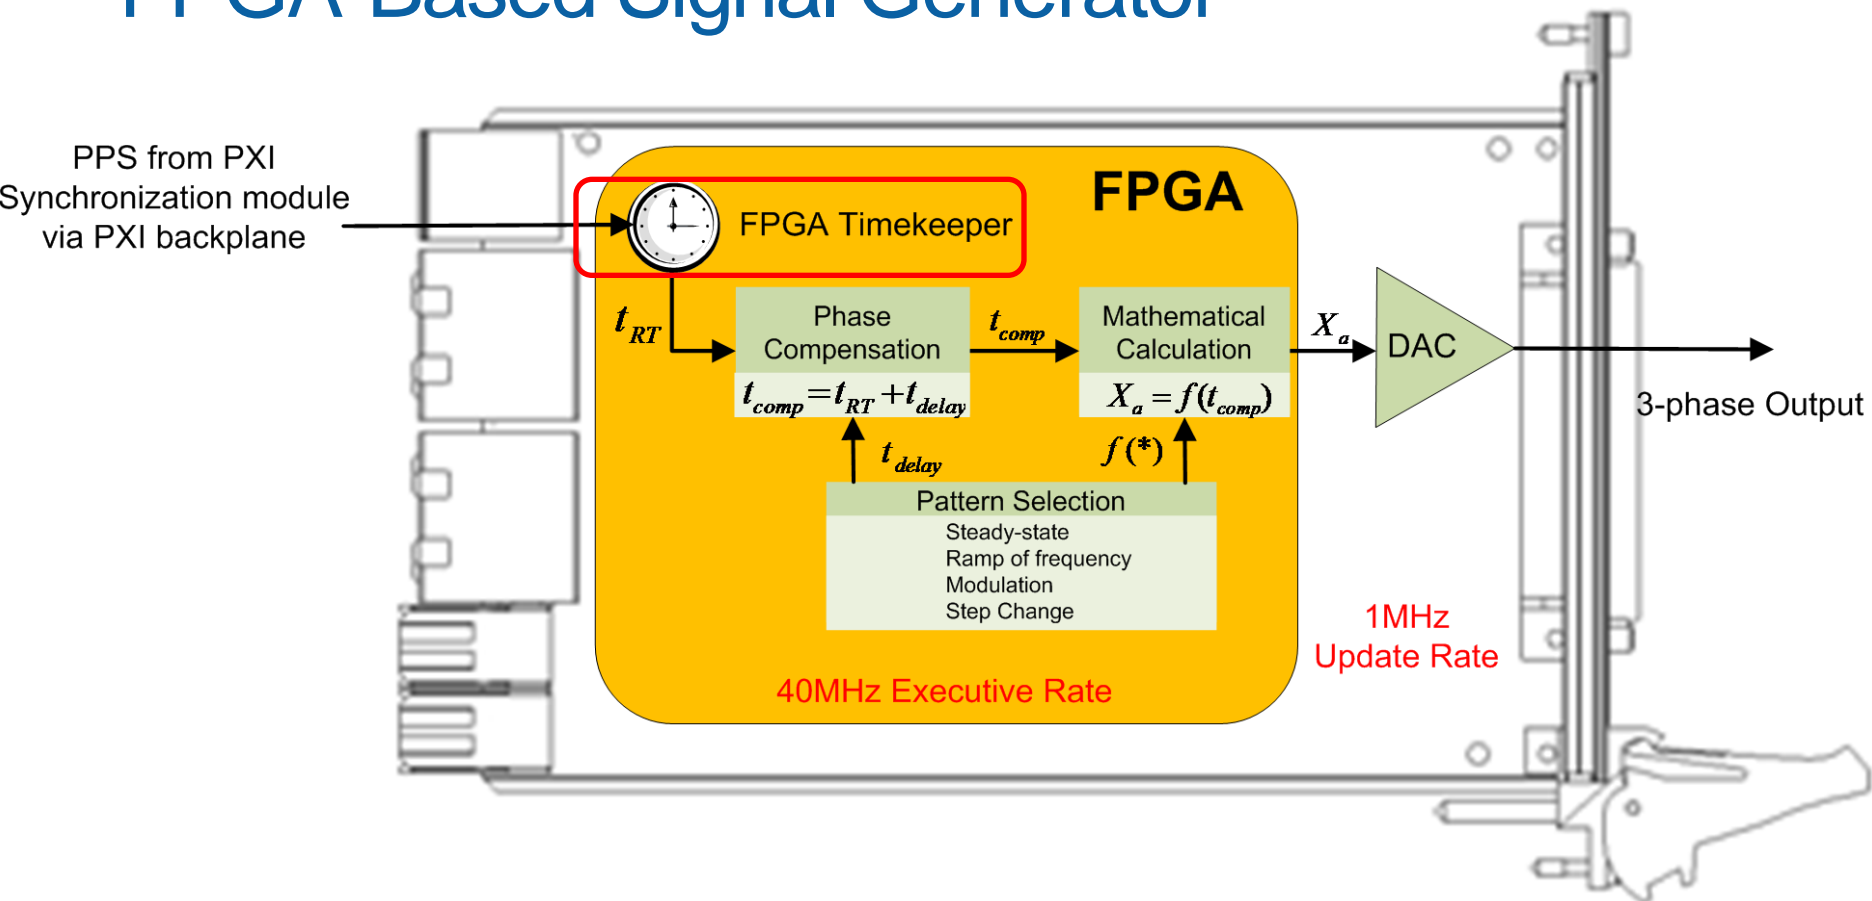 FPGA-Based Signal Generator
PPS from PXI
Synchronization module
via PXI backplane
FPGA
FPGA Timekeeper
t_RT
Phase
Compensation
t_comp = t_RT + t_delay
t_comp
Mathematical
Calculation
X_a = f(t_comp)
X_a
DAC
3-phase Output
t_delay
f(*)
Pattern Selection
Steady-state
Ramp of frequency
Modulation
Step Change
1MHz
Update Rate
40MHz Executive Rate